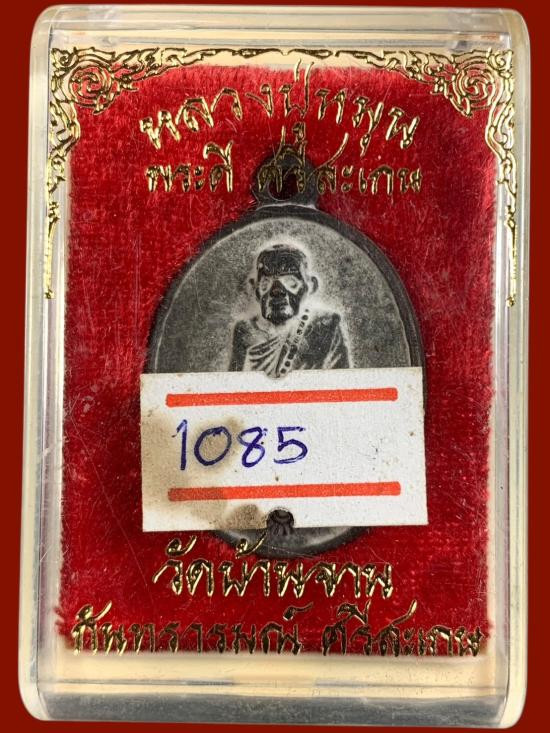 หลวงปู่หมุน
พระดี ศรีสะเกษ
1085
วัดบ้านจาน
กันทรารมณ์ ศรีสะเกษ